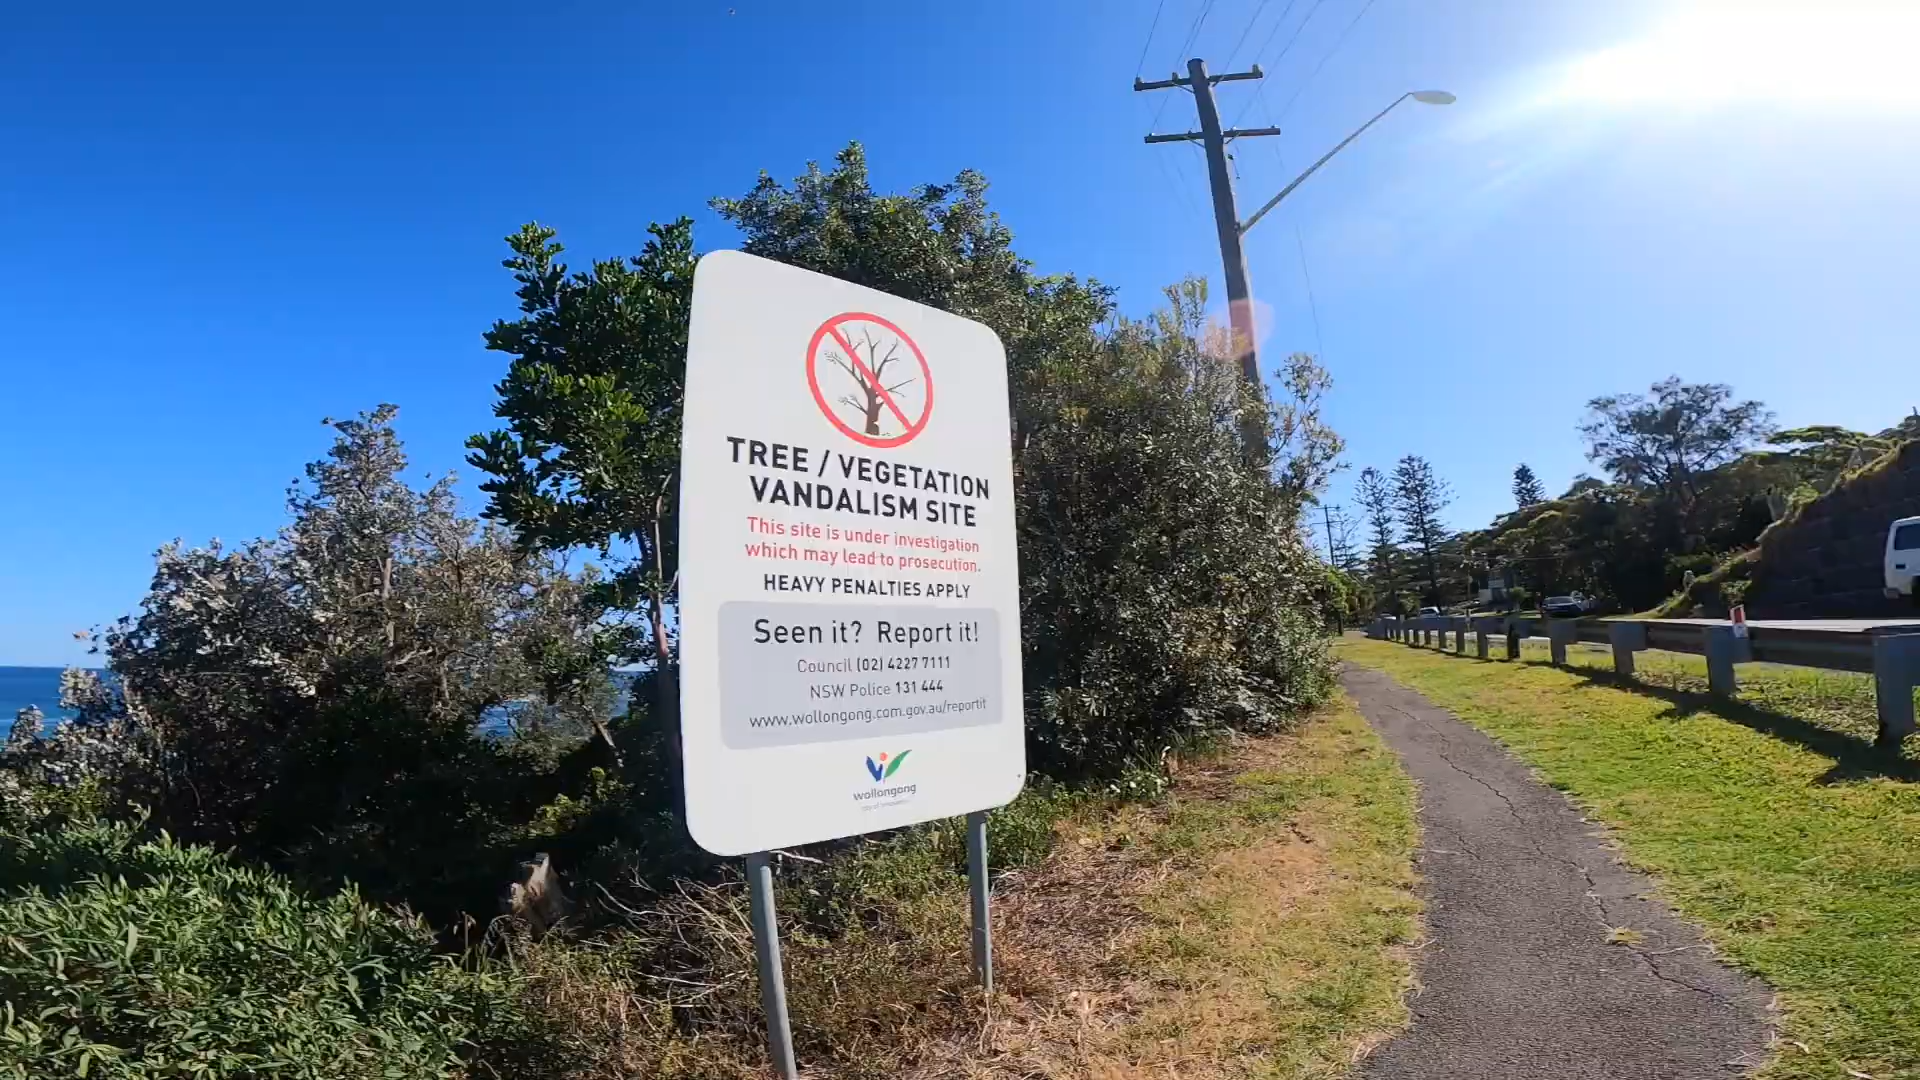 TREE / VEGETATION
VANDALISM SITE
This site is under investigation
which may lead to prosecution.
HEAVY PENALTIES APPLY
Seen it? Report it!
Council (02) 4227 7111
NSW Police 131 444
www.wollongong.com.gov.au/reportit
wollongong